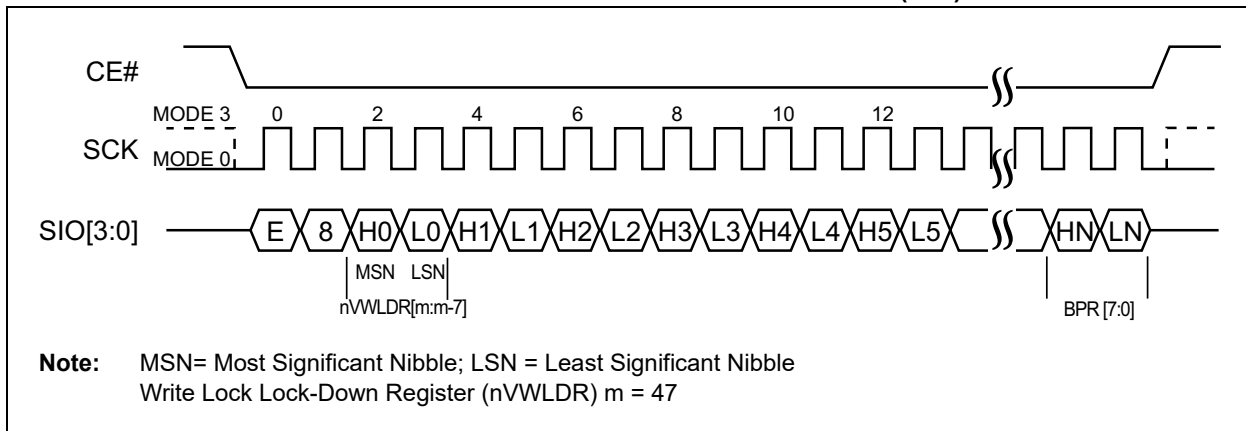 CE#
MODE 3 0 2 4 6 8 10 12
SCK
MODE 0
SIO[3:0] E 8 H0 L0 H1 L1 H2 L2 H3 L3 H4 L4 H5 L5 HN LN
MSN LSN
nVWLDR[m:m-7] BPR [7:0]
Note: MSN= Most Significant Nibble; LSN = Least Significant Nibble
Write Lock Lock-Down Register (nVWLDR) m = 47